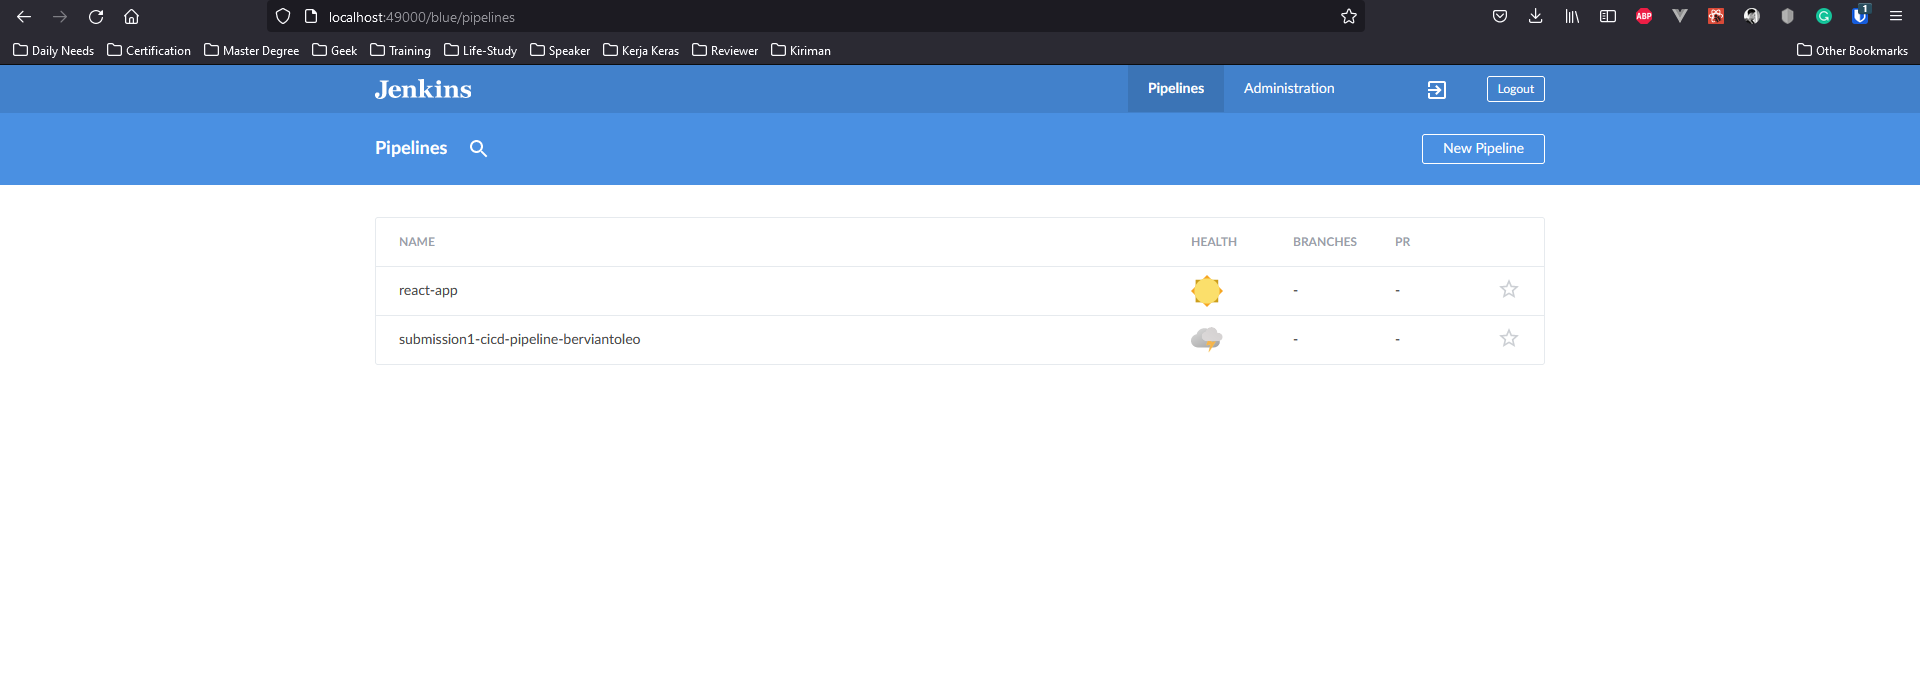 localhost:49000/blue/pipelines
ABP
G
1
Daily Needs Certification Master Degree Geek Training Life-Study Speaker Kerja Keras Reviewer Kiriman Other Bookmarks
Jenkins Pipelines Administration Logout
Pipelines New Pipeline
NAME HEALTH BRANCHES PR
react-app - -
submission1-cicd-pipeline-berviantoleo - -